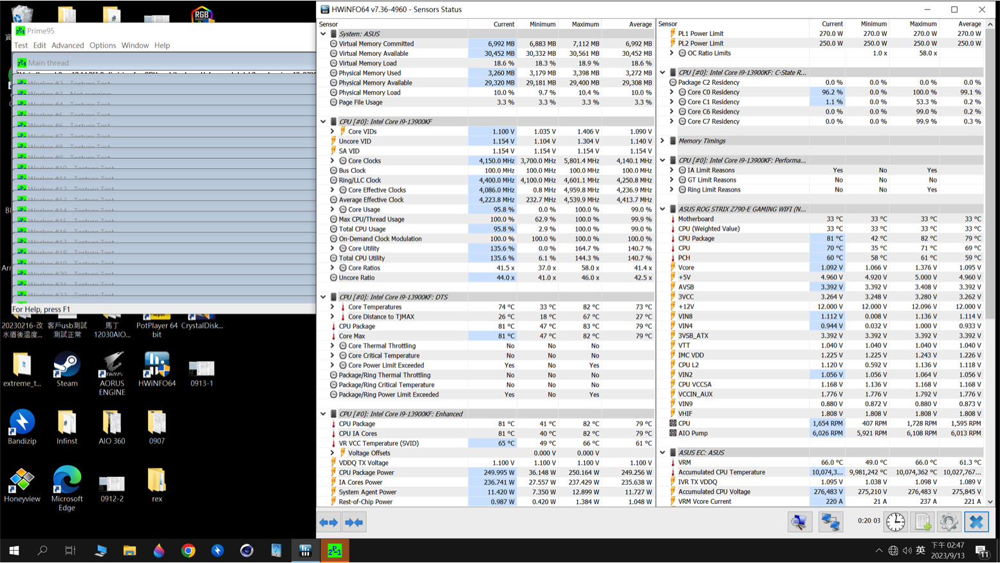 HWiNFO64 v7.36-4960 - Sensors Status
Prime95
Test Edit Advanced Options Window Help
Main thread
Worker #2 - Torture Test
Worker #3 - Not running
Worker #4 - Torture Test
Worker #5 - Torture Test
Worker #6 - Torture Test
Worker #7 - Torture Test
Worker #8 - Torture Test
Worker #9 - Torture Test
Worker #10 - Torture Test
Worker #11 - Torture Test
Worker #12 - Torture Test
Worker #13 - Torture Test
Worker #14 - Torture Test
Worker #15 - Torture Test
Worker #16 - Torture Test
Worker #17 - Torture Test
Worker #18 - Torture Test
Worker #19 - Torture Test
Worker #20 - Torture Test
Worker #21 - Torture Test
Worker #22 - Torture Test
For Help, press F1
20230216-改水道後溫度...
客戶usb測試 測試正常
馬丁 12030AIO...
PotPlayer 64 bit
CrystalDisk...
extreme_t...
Steam
AORUS ENGINE
HWiNFO64
0913-1
Bandizip
Infinst
AIO 360
0907
Honeyview
Microsoft Edge
0912-2
rex
Sensor Current Minimum Maximum Average
System: ASUS
Virtual Memory Committed 6,992 MB 6,883 MB 7,112 MB 6,992 MB
Virtual Memory Available 30,452 MB 30,332 MB 30,561 MB 30,452 MB
Virtual Memory Load 18.6 % 18.3 % 18.9 % 18.6 %
Physical Memory Used 3,260 MB 3,179 MB 3,398 MB 3,272 MB
Physical Memory Available 29,320 MB 29,181 MB 29,400 MB 29,308 MB
Physical Memory Load 10.0 % 9.7 % 10.4 % 10.0 %
Page File Usage 3.3 % 3.3 % 3.3 % 3.3 %
CPU [#0]: Intel Core i9-13900KF
Core VIDs 1.100 V 1.035 V 1.406 V 1.090 V
Uncore VID 1.154 V 1.104 V 1.304 V 1.140 V
SA VID 1.154 V 1.154 V 1.154 V 1.154 V
Core Clocks 4,150.0 MHz 3,700.0 MHz 5,801.4 MHz 4,140.1 MHz
Bus Clock 100.0 MHz 100.0 MHz 100.0 MHz 100.0 MHz
Ring/LLC Clock 4,400.0 MHz 4,100.0 MHz 4,601.1 MHz 4,250.8 MHz
Core Effective Clocks 4,086.0 MHz 0.8 MHz 4,959.8 MHz 4,236.9 MHz
Average Effective Clock 4,223.8 MHz 232.7 MHz 4,539.9 MHz 4,413.7 MHz
Core Usage 95.8 % 0.0 % 100.0 % 99.0 %
Max CPU/Thread Usage 100.0 % 62.9 % 100.0 % 99.9 %
Total CPU Usage 95.8 % 2.9 % 100.0 % 99.0 %
On-Demand Clock Modulation 100.0 % 100.0 % 100.0 % 100.0 %
Core Utility 135.6 % 0.0 % 164.7 % 140.7 %
Total CPU Utility 135.6 % 6.1 % 144.3 % 140.7 %
Core Ratios 41.5 x 37.0 x 58.0 x 41.4 x
Uncore Ratio 44.0 x 41.0 x 46.0 x 42.5 x
CPU [#0]: Intel Core i9-13900KF: DTS
Core Temperatures 74 °C 33 °C 82 °C 73 °C
Core Distance to TjMAX 26 °C 18 °C 67 °C 27 °C
CPU Package 81 °C 47 °C 83 °C 79 °C
Core Max 81 °C 47 °C 82 °C 79 °C
Core Thermal Throttling No No No
Core Critical Temperature No No No
Core Power Limit Exceeded Yes No Yes
Package/Ring Thermal Throttling No No No
Package/Ring Critical Temperature No No No
Package/Ring Power Limit Exceeded Yes No Yes
CPU [#0]: Intel Core i9-13900KF: Enhanced
CPU Package 81 °C 41 °C 82 °C 79 °C
CPU IA Cores 81 °C 40 °C 82 °C 79 °C
VR VCC Temperature (SVID) 65 °C 49 °C 66 °C 61 °C
Voltage Offsets 0.000 V 0.000 V
VDDQ TX Voltage 1.100 V 1.100 V 1.100 V 1.100 V
CPU Package Power 249.995 W 36.148 W 250.164 W 249.256 W
IA Cores Power 236.741 W 27.557 W 237.429 W 235.638 W
System Agent Power 11.420 W 7.350 W 12.899 W 11.727 W
Rest-of-Chip Power 0.987 W 0.420 W 1.384 W 1.048 W
Sensor Current Minimum Maximum Average
PL1 Power Limit 270.0 W 270.0 W 270.0 W 270.0 W
PL2 Power Limit 250.0 W 250.0 W 250.0 W 250.0 W
OC Ratio Limits 1.0 x 58.0 x
CPU [#0]: Intel Core i9-13900KF: C-State R...
Package C2 Residency 0.0 % 0.0 % 0.0 % 0.0 %
Core C0 Residency 96.2 % 0.0 % 100.0 % 99.1 %
Core C1 Residency 1.1 % 0.0 % 53.3 % 0.2 %
Core C6 Residency 0.0 % 0.0 % 99.0 % 0.2 %
Core C7 Residency 0.0 % 0.0 % 99.9 % 0.3 %
Memory Timings
CPU [#0]: Intel Core i9-13900KF: Performa...
IA Limit Reasons Yes No Yes
GT Limit Reasons No No No
Ring Limit Reasons No No Yes
ASUS ROG STRIX Z790-E GAMING WIFI (N...
Motherboard 33 °C 33 °C 33 °C 33 °C
CPU (Weighted Value) 33 °C 33 °C 33 °C 33 °C
CPU Package 81 °C 42 °C 82 °C 79 °C
CPU 70 °C 35 °C 71 °C 69 °C
PCH 60 °C 58 °C 61 °C 59 °C
Vcore 1.092 V 1.066 V 1.376 V 1.095 V
+5V 4.960 V 4.920 V 5.000 V 4.960 V
AVSB 3.392 V 3.392 V 3.408 V 3.392 V
3VCC 3.264 V 3.248 V 3.280 V 3.262 V
+12V 12.000 V 12.000 V 12.096 V 12.000 V
VIN8 1.112 V 0.008 V 1.136 V 1.114 V
VIN4 0.944 V 0.032 V 1.000 V 0.933 V
3VSB_ATX 3.392 V 3.392 V 3.392 V 3.392 V
VTT 1.040 V 1.040 V 1.040 V 1.040 V
IMC VDD 1.225 V 1.225 V 1.243 V 1.226 V
CPU L2 1.120 V 0.592 V 1.136 V 1.118 V
VIN2 1.056 V 1.056 V 1.064 V 1.056 V
CPU VCCSA 1.168 V 1.136 V 1.168 V 1.168 V
VCCIN_AUX 1.776 V 1.776 V 1.792 V 1.776 V
VIN9 0.880 V 0.872 V 0.880 V 0.873 V
VHIF 1.808 V 1.808 V 1.808 V 1.808 V
CPU 1,654 RPM 407 RPM 1,728 RPM 1,595 RPM
AIO Pump 6,026 RPM 5,921 RPM 6,108 RPM 6,013 RPM
ASUS EC: ASUS
VRM 66.0 °C 49.0 °C 66.0 °C 61.3 °C
Accumulated CPU Temperature 10,074,3... 9,981,242 °C 10,074,362 °C 10,027,767...
IVR TX VDDQ 1.095 V 1.038 V 1.098 V 1.089 V
Accumulated CPU Voltage 276,483 V 275,210 V 276,483 V 275,845 V
VRM Vcore Current 220 A 21 A 237 A 221 A
0:20:03
英
下午 02:47
2023/9/13
11